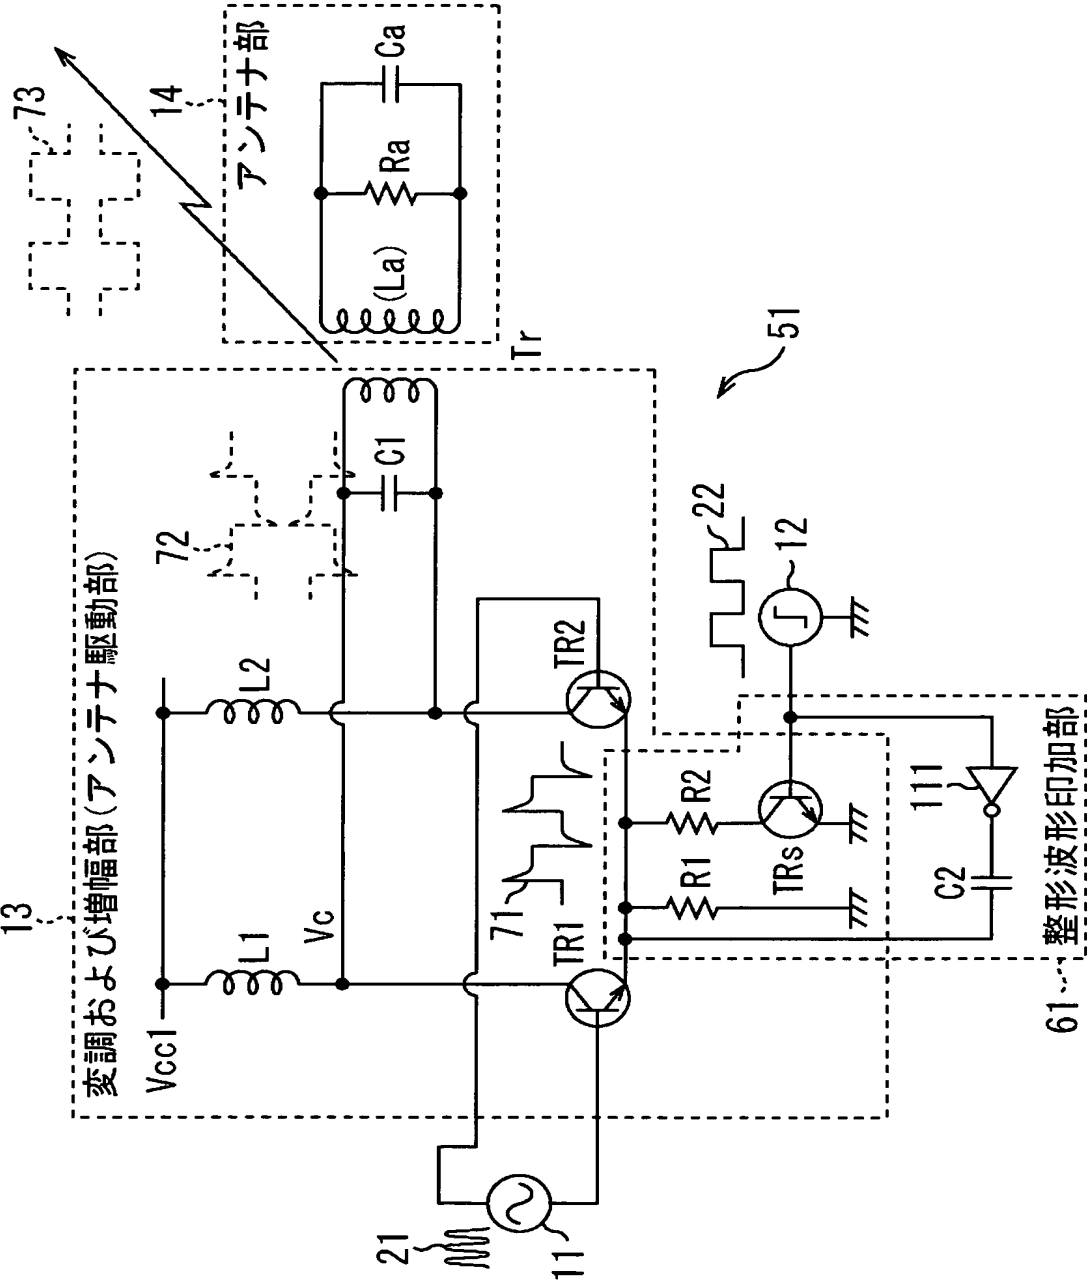 13
変調および増幅部(アンテナ駆動部)
Vcc1
L1
L2
Vc
72
C1
Tr
73
14
アンテナ部
(La)
Ra
Ca
21
11
71
TR1
TR2
R1
R2
TRs
22
12
51
C2
111
整形波形印加部
61